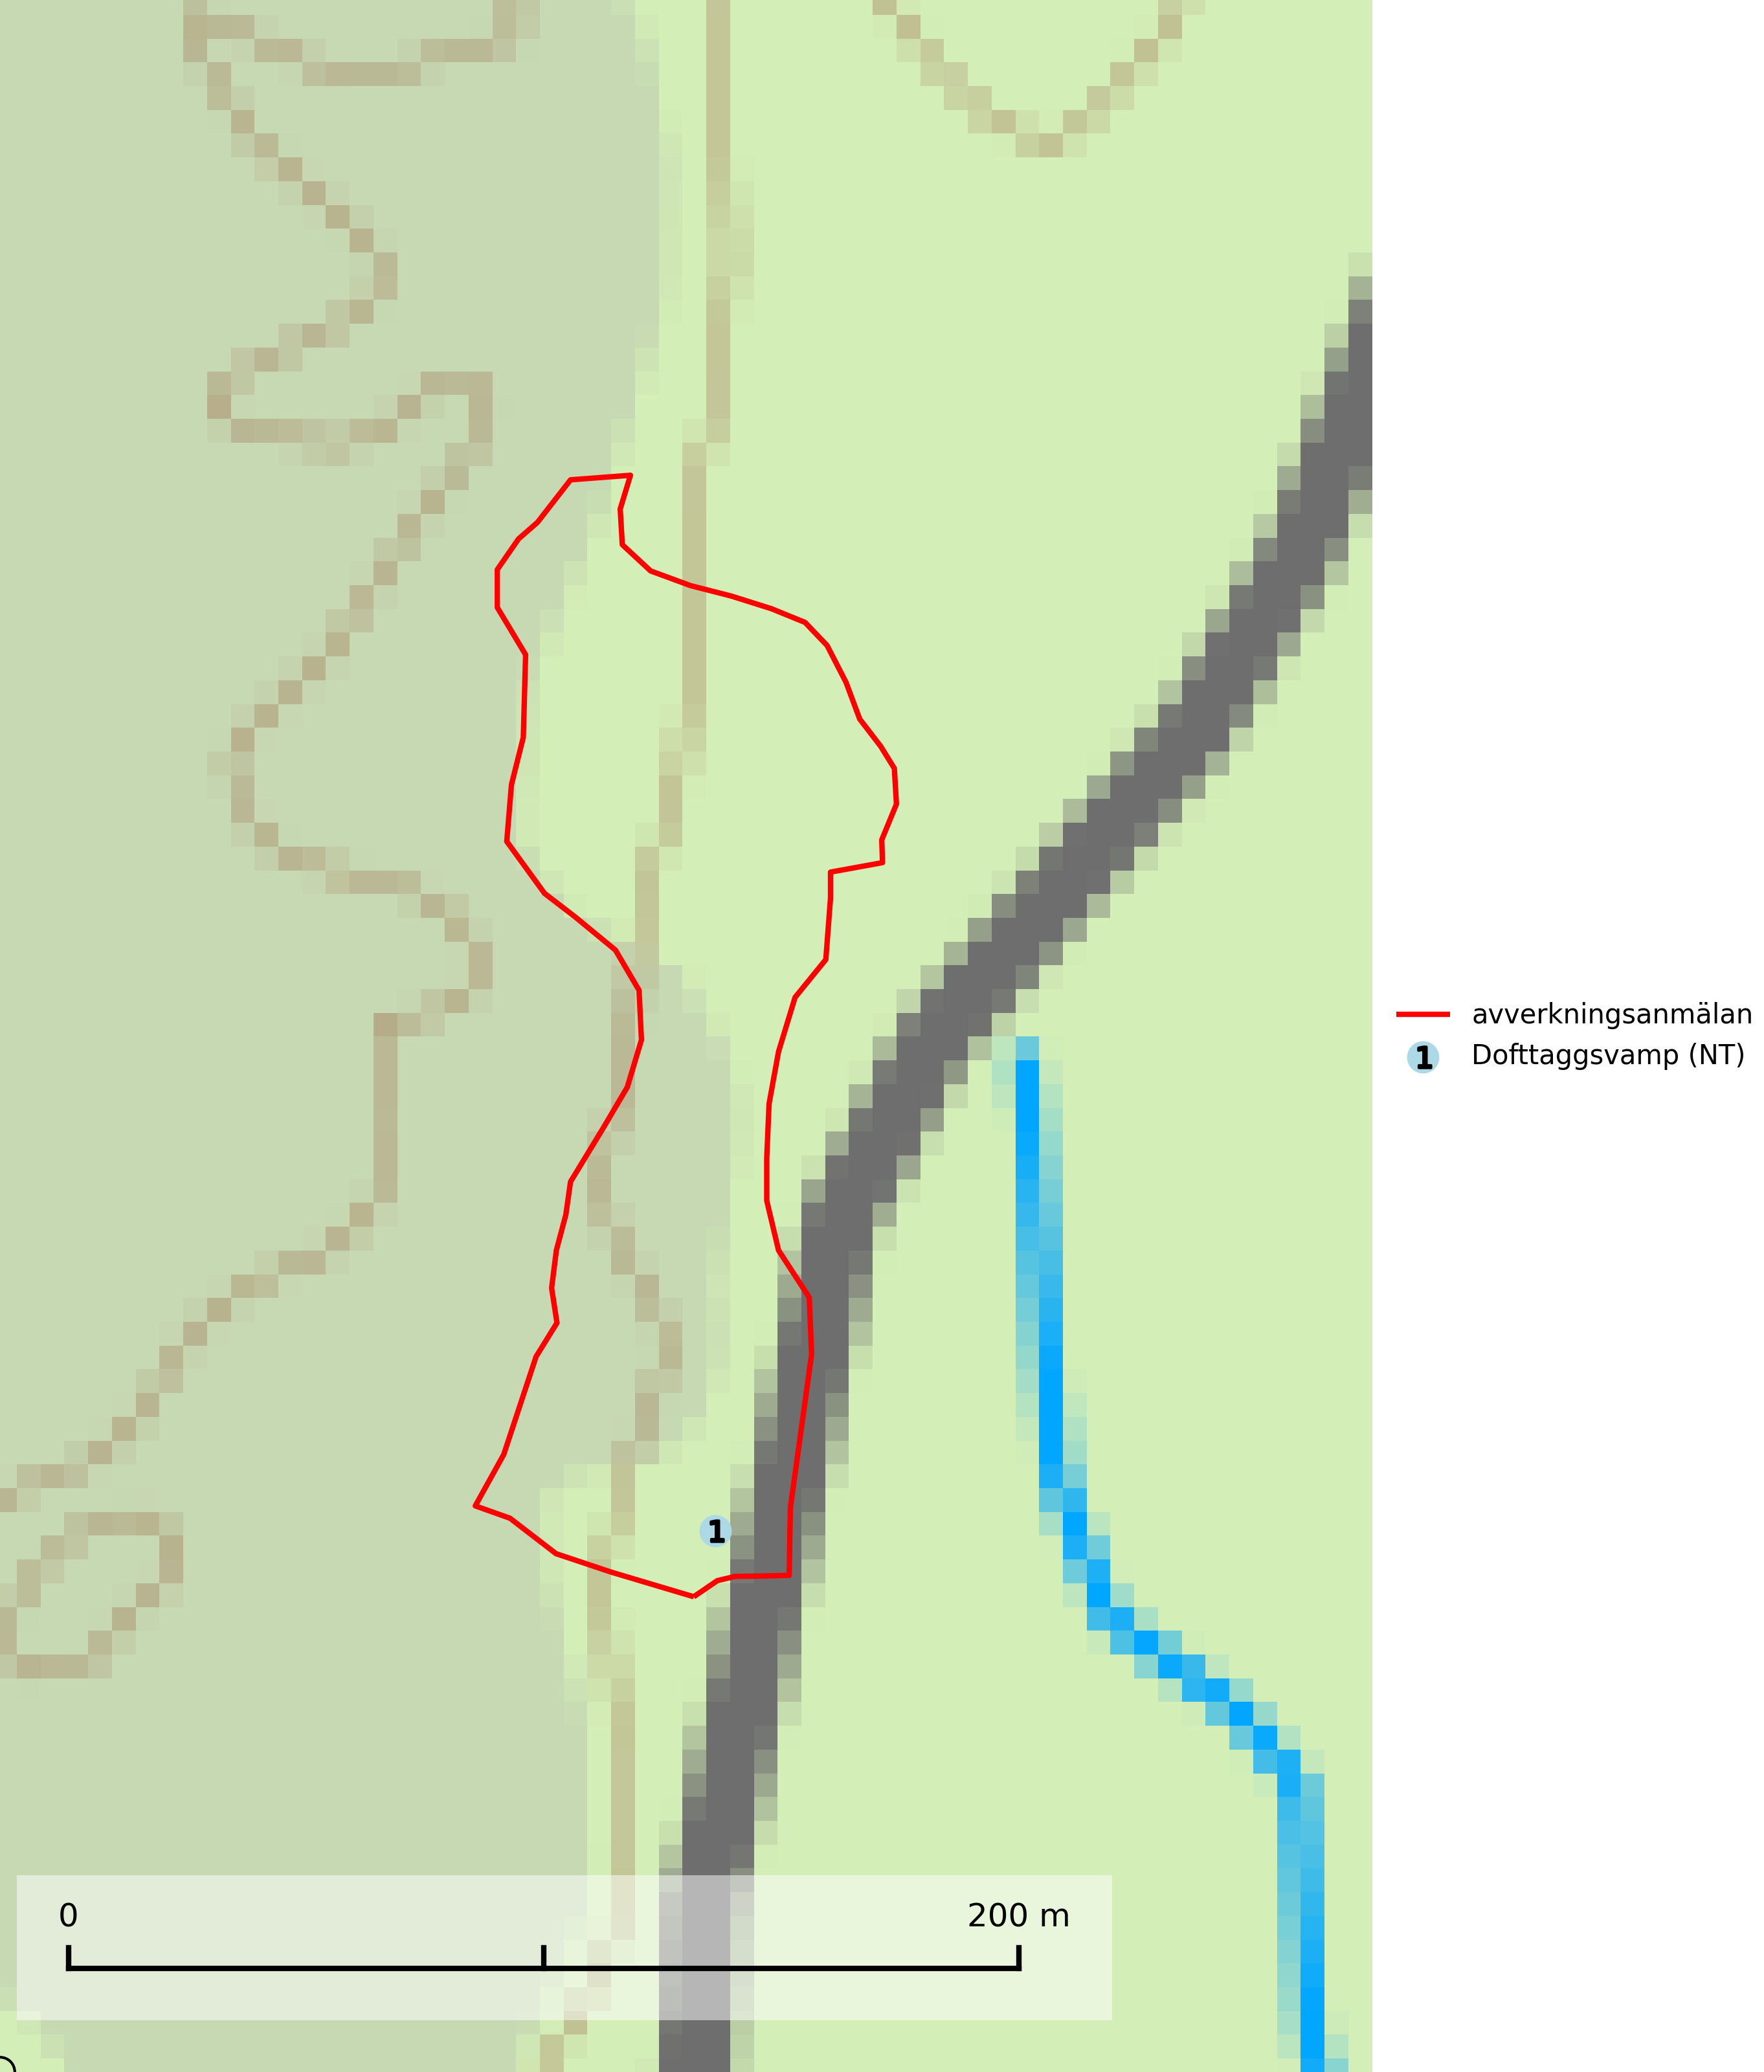 avverkningsanmälan
1 Dofttaggsvamp (NT)
1
0 200 m